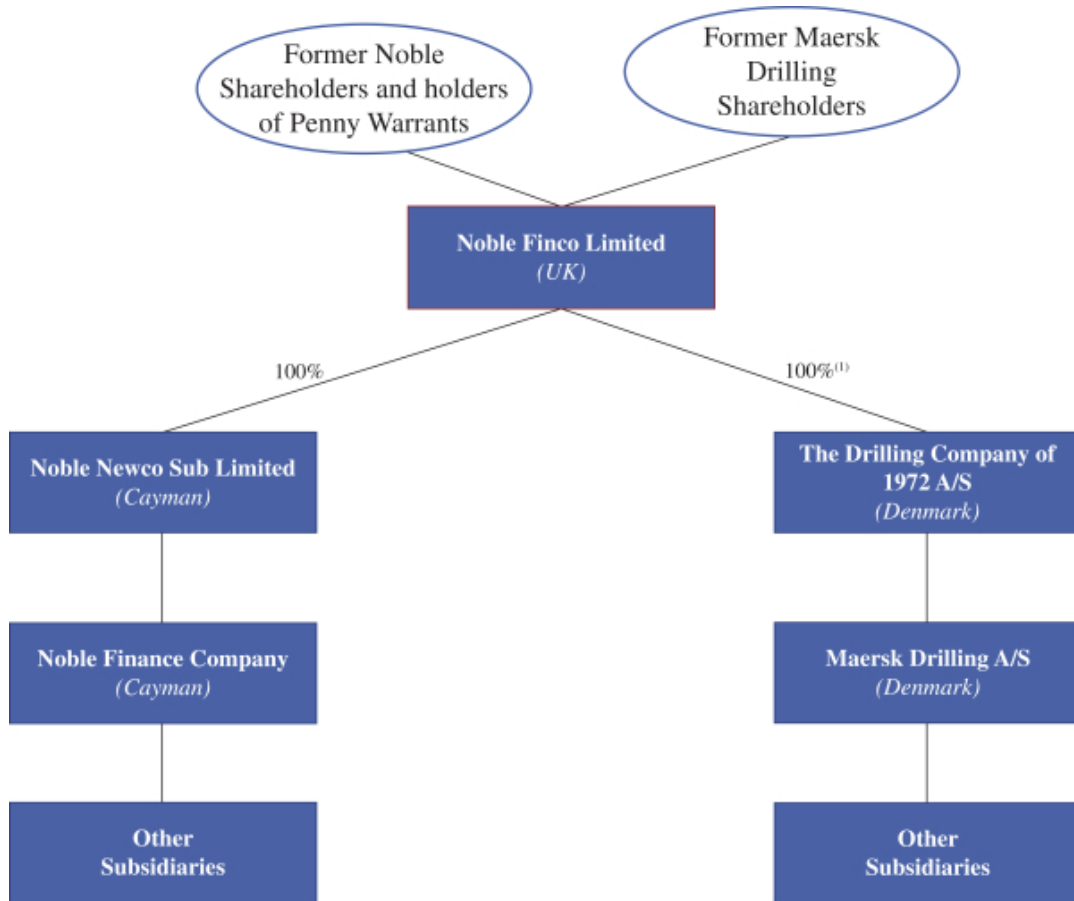 Former Noble
Shareholders and holders
of Penny Warrants
Former Maersk
Drilling
Shareholders
Noble Finco Limited
(UK)
100%
100%(1)
Noble Newco Sub Limited
(Cayman)
The Drilling Company of
1972 A/S
(Denmark)
Noble Finance Company
(Cayman)
Maersk Drilling A/S
(Denmark)
Other
Subsidiaries
Other
Subsidiaries